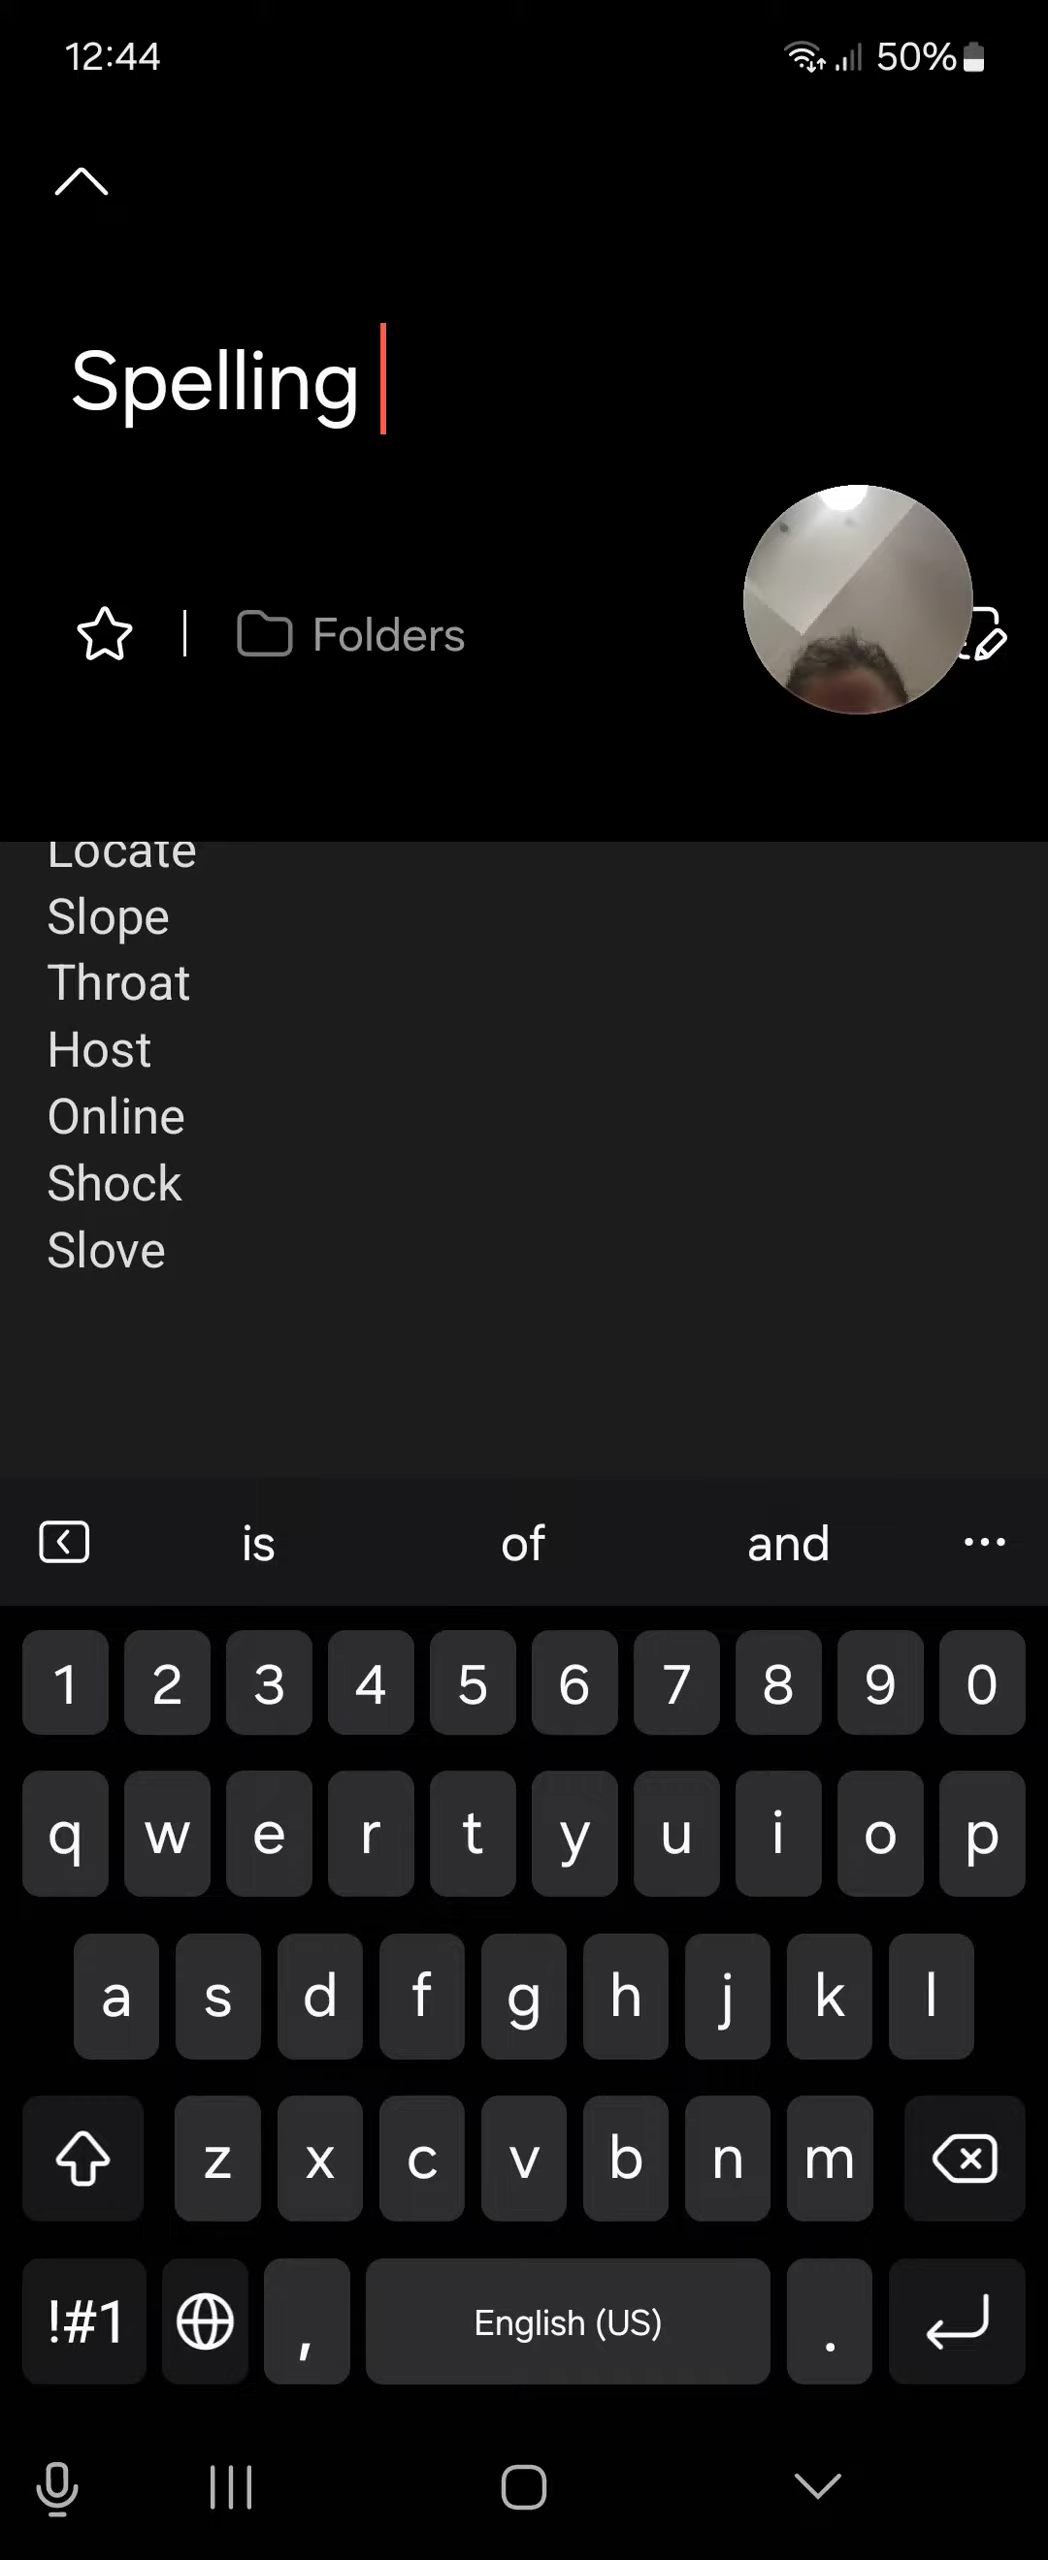 12:44 50%
Spelling
Folders
Locate
Slope
Throat
Host
Online
Shock
Slove
is of and
1 2 3 4 5 6 7 8 9 0
q w e r t y u i o p
a s d f g h j k l
z x c v b n m
!#1 , English (US) .